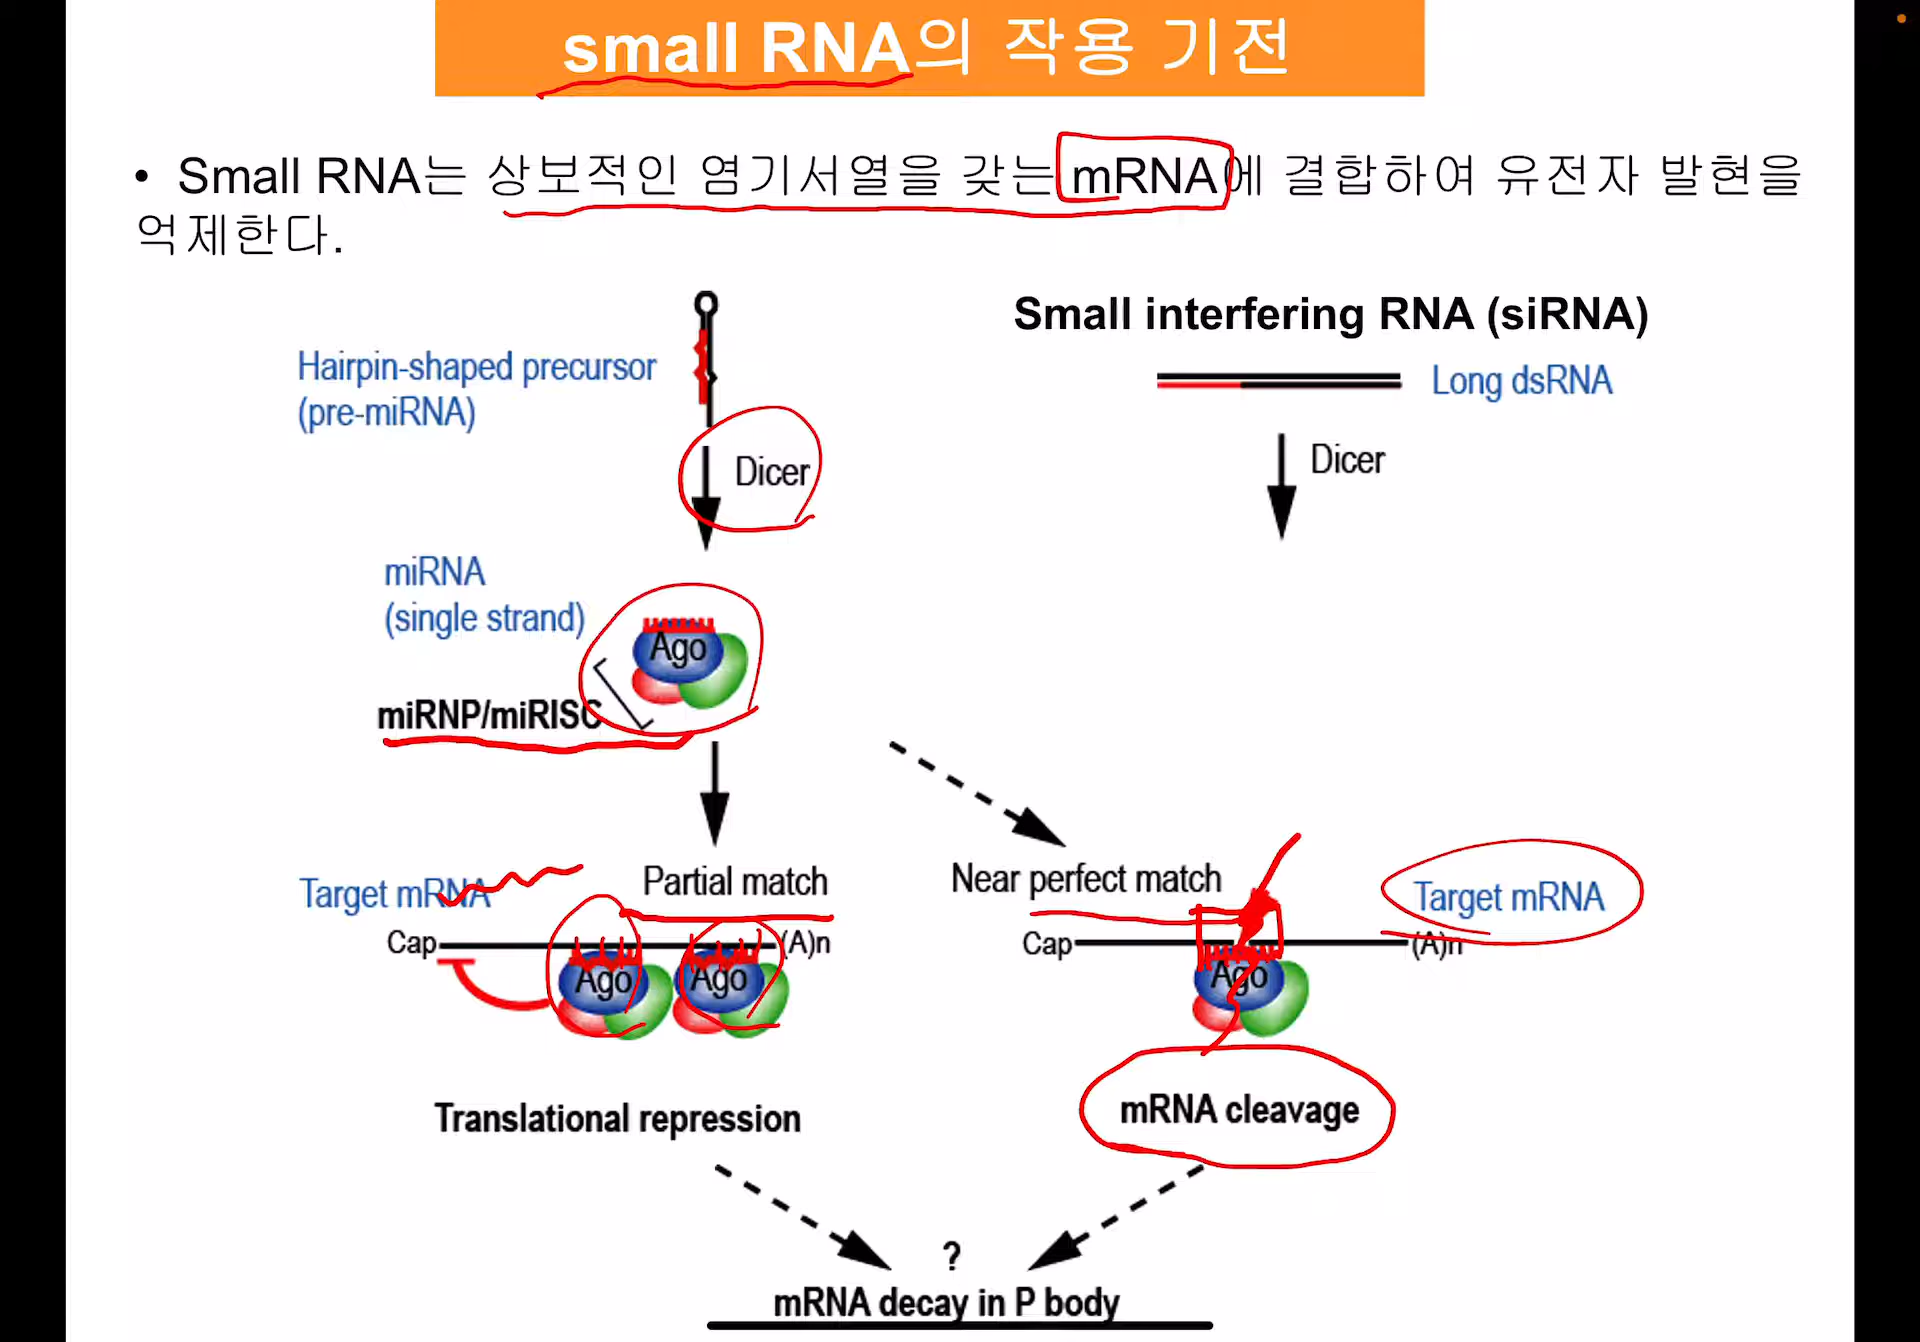 small RNA의 작용 기전
• Small RNA는 상보적인 염기서열을 갖는 mRNA에 결합하여 유전자 발현을
억제한다.
Small interfering RNA (siRNA)
Hairpin-shaped precursor
(pre-miRNA)
Long dsRNA
Dicer
Dicer
miRNA
(single strand)
Ago
miRNP/miRISC
Partial match
Near perfect match
Target mRNA
Target mRNA
Cap
(A)n
Cap
(A)n
Ago
Ago
Ago
Translational repression
mRNA cleavage
?
mRNA decay in P body